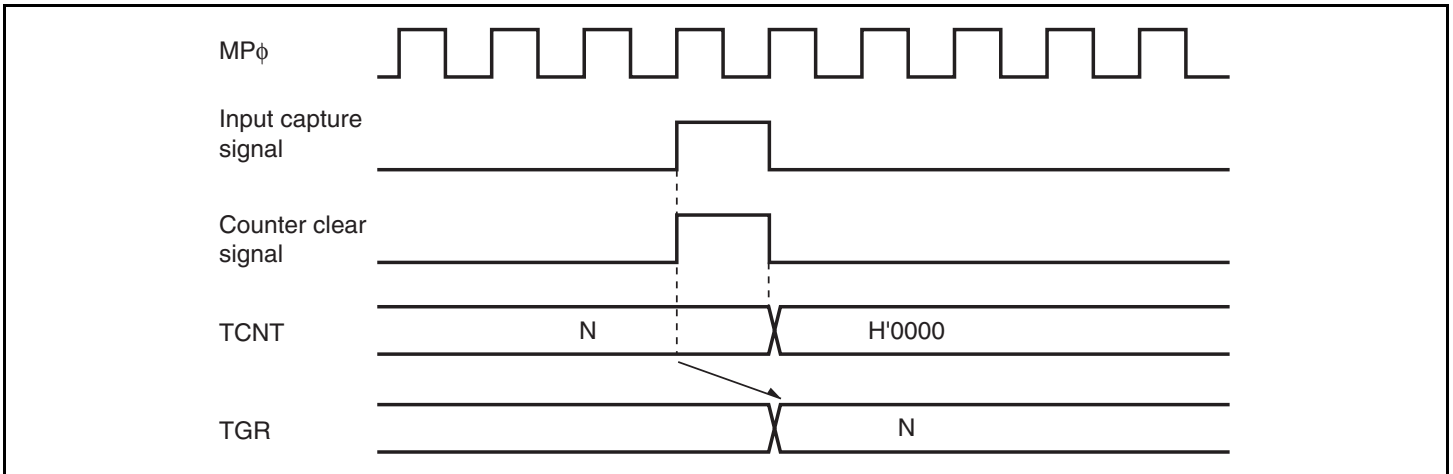 MPϕ
Input capture
signal
Counter clear
signal
TCNT
N
H'0000
TGR
N